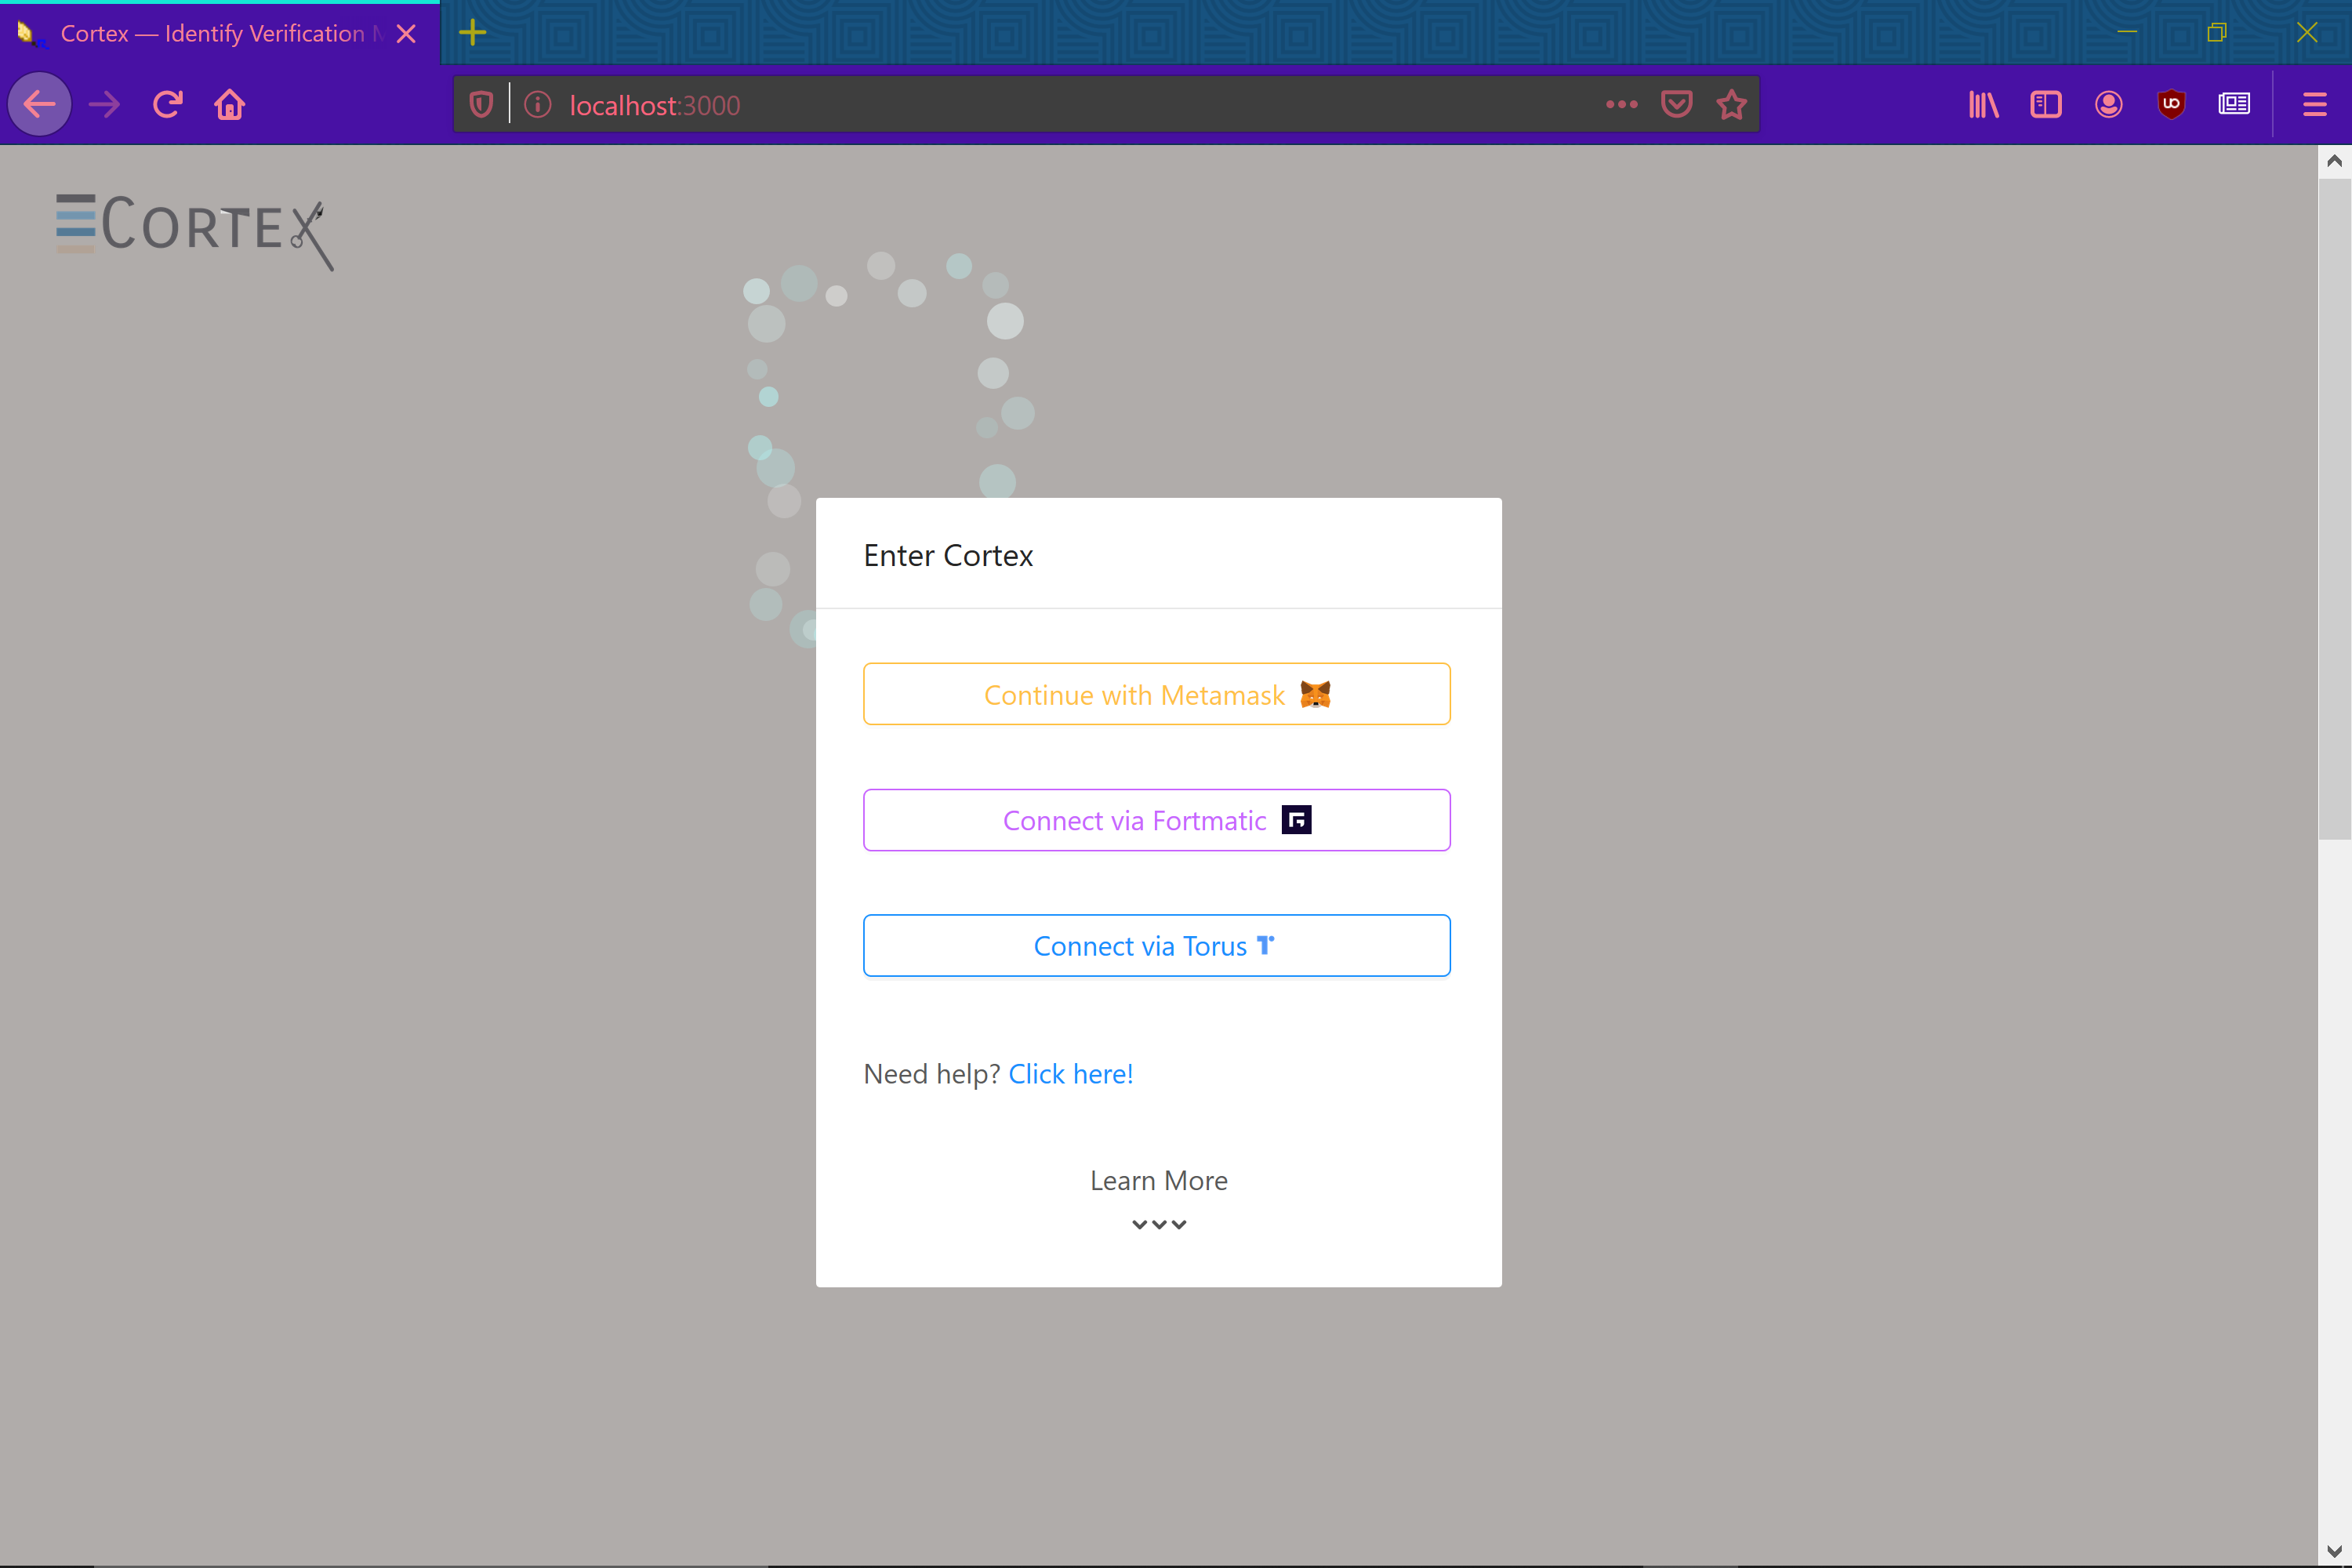 Cortex — Identify Verification
localhost:3000
CORTEX
Enter Cortex
Continue with Metamask
Connect via Fortmatic
Connect via Torus
Need help? Click here!
Learn More